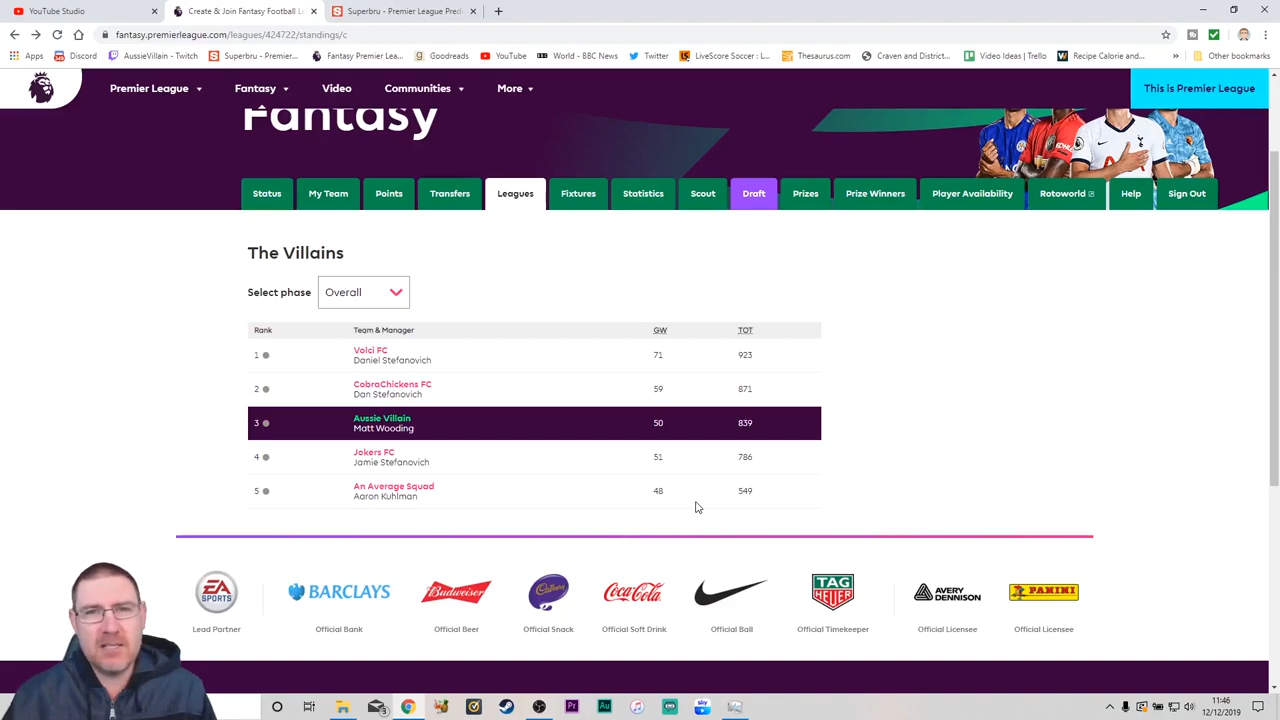 YouTube Studio
Create & Join Fantasy Football L
Superbru - Premier League Pred
fantasy.premierleague.com/leagues/424722/standings/c
Apps Discord AussieVillain - Twitch Superbru - Premier... Fantasy Premier Lea... Goodreads YouTube World - BBC News Twitter LiveScore Soccer : L... Thesaurus.com Craven and District... Video Ideas | Trello Recipe Calorie and... » Other bookmarks
Premier League Fantasy Video Communities More This is Premier League
Fantasy
Status My Team Points Transfers Leagues Fixtures Statistics Scout Draft Prizes Prize Winners Player Availability Rotoworld Help Sign Out
The Villains
Select phase Overall
Rank Team & Manager GW TOT
1 Volci FC 71 923
Daniel Stefanovich
2 CobraChickens FC 59 871
Dan Stefanovich
3 Aussie Villain 50 839
Matt Wooding
4 Jokers FC 51 786
Jamie Stefanovich
5 An Average Squad 48 549
Aaron Kuhlman
EA SPORTS BARCLAYS Budweiser Cadbury Coca-Cola TAG HEUER AVERY DENNISON PANINI
Lead Partner Official Bank Official Beer Official Snack Official Soft Drink Official Ball Official Timekeeper Official Licensee Official Licensee
11:46
12/12/2019